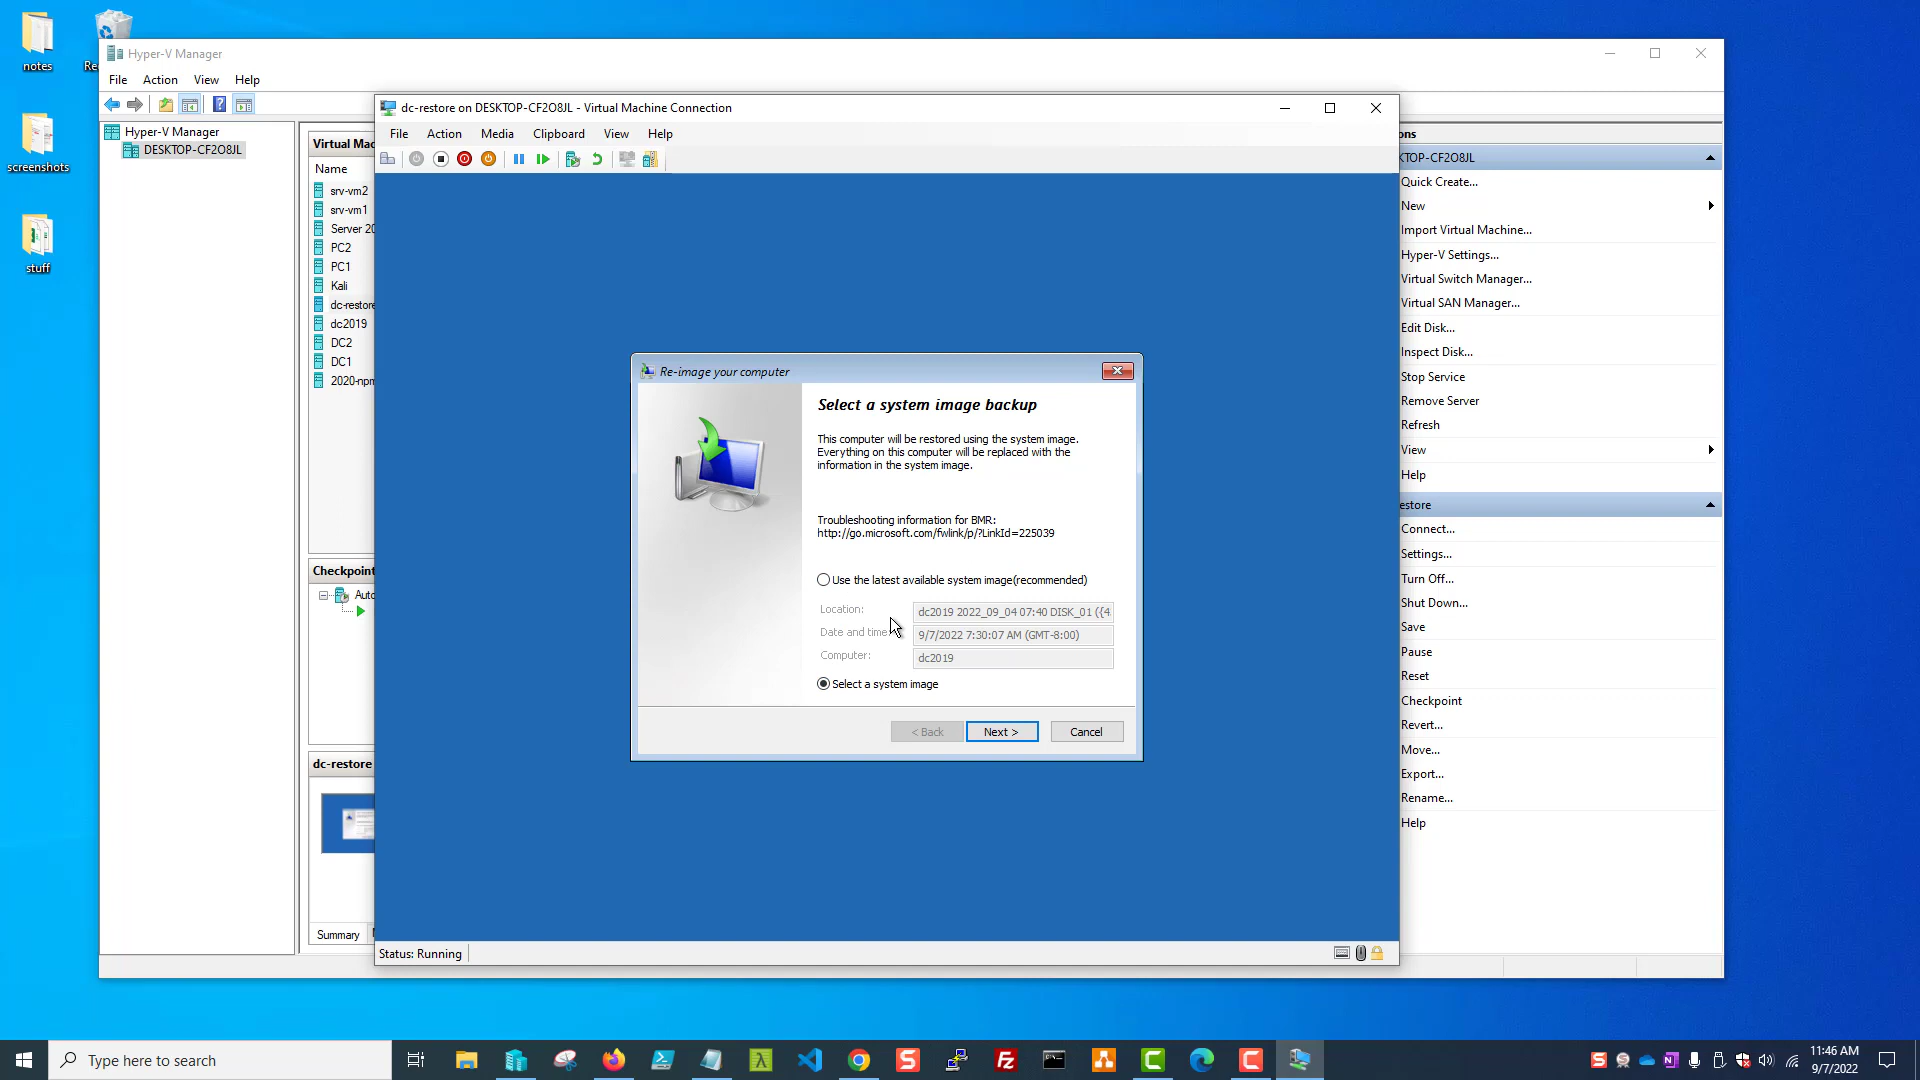 notes
screenshots
stuff
Hyper-V Manager
File Action View Help
Hyper-V Manager
DESKTOP-CF2O8JL
Name
srv-vm2
srv-vm1
PC2
PC1
Kali
dc-restore
dc2019
DC2
DC1
dc-restore
Summary
dc-restore on DESKTOP-CF2O8JL - Virtual Machine Connection
File Action Media Clipboard View Help
Re-image your computer
Select a system image backup
This computer will be restored using the system image.
Everything on this computer will be replaced with the
information in the system image.
Troubleshooting information for BMR:
http://go.microsoft.com/fwlink/p/?LinkId=225039
Use the latest available system image(recommended)
Location: dc2019 2022_09_04 07:40 DISK_01 ({4
Date and time 9/7/2022 7:30:07 AM (GMT-8:00)
Computer: dc2019
Select a system image
< Back Next > Cancel
Status: Running
Quick Create...
New
Import Virtual Machine...
Hyper-V Settings...
Virtual Switch Manager...
Virtual SAN Manager...
Edit Disk...
Inspect Disk...
Stop Service
Remove Server
Refresh
View
Help
Connect...
Settings...
Turn Off...
Shut Down...
Save
Pause
Reset
Checkpoint
Revert...
Move...
Export...
Rename...
Help
Type here to search
11:46 AM
9/7/2022